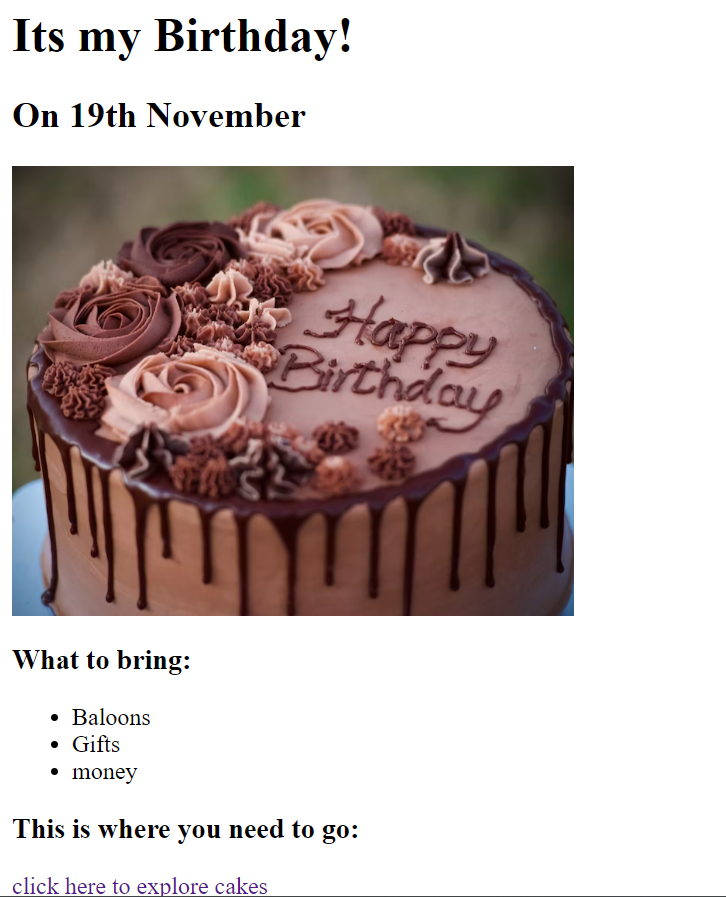 Its my Birthday!
On 19th November
Happy
Birthday
What to bring:
Baloons
Gifts
money
This is where you need to go:
click here to explore cakes